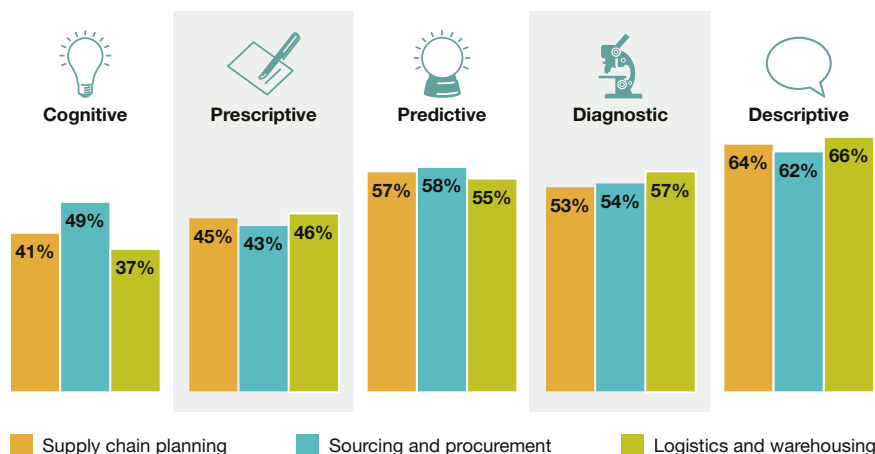 Cognitive
Prescriptive
Predictive
Diagnostic
Descriptive
41%
49%
37%
45%
43%
46%
57%
58%
55%
53%
54%
57%
64%
62%
66%
Supply chain planning
Sourcing and procurement
Logistics and warehousing